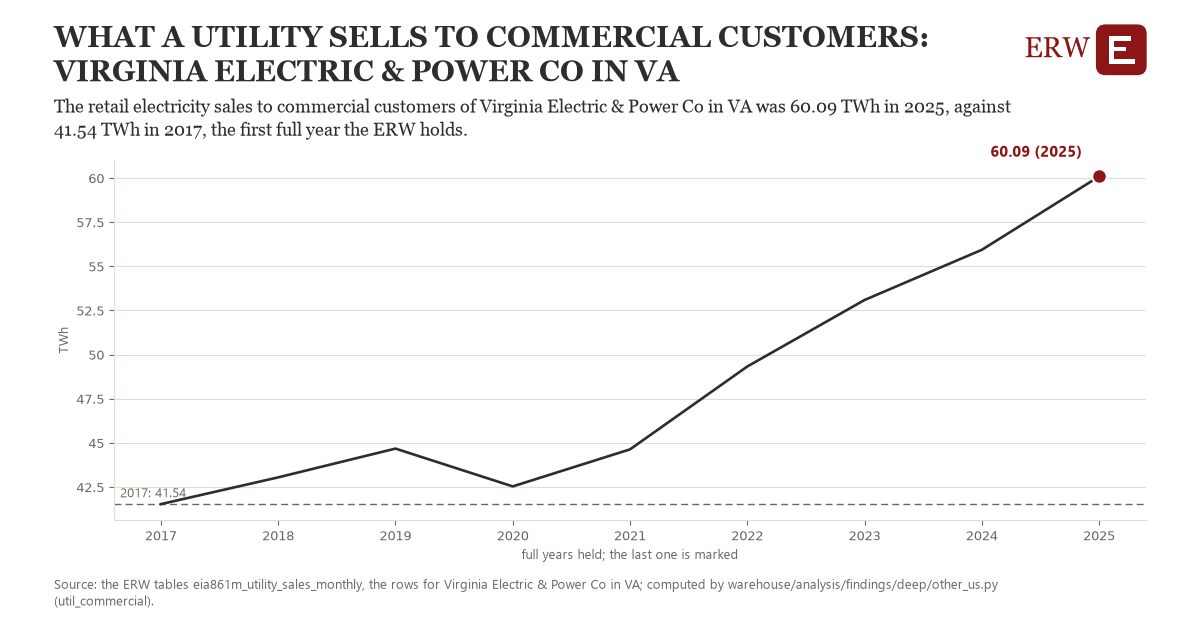 WHAT A UTILITY SELLS TO COMMERCIAL CUSTOMERS:
VIRGINIA ELECTRIC & POWER CO IN VA
ERW E
The retail electricity sales to commercial customers of Virginia Electric & Power Co in VA was 60.09 TWh in 2025, against
41.54 TWh in 2017, the first full year the ERW holds.
60.09 (2025)
60
57.5
55
52.5
50
47.5
45
42.5
TWh
2017: 41.54
2017 2018 2019 2020 2021 2022 2023 2024 2025
full years held; the last one is marked
Source: the ERW tables eia861m_utility_sales_monthly, the rows for Virginia Electric & Power Co in VA; computed by warehouse/analysis/findings/deep/other_us.py
(util_commercial).